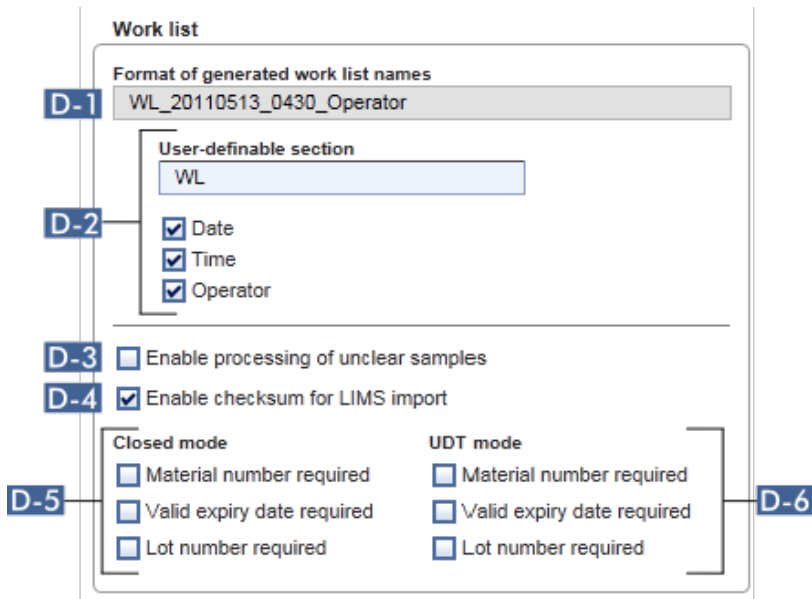 Work list
Format of generated work list names
D-1 WL_20110513_0430_Operator
User-definable section
WL
D-2
Date
Time
Operator
D-3 Enable processing of unclear samples
D-4 Enable checksum for LIMS import
Closed mode UDT mode
Material number required Material number required
D-5 Valid expiry date required Valid expiry date required D-6
Lot number required Lot number required